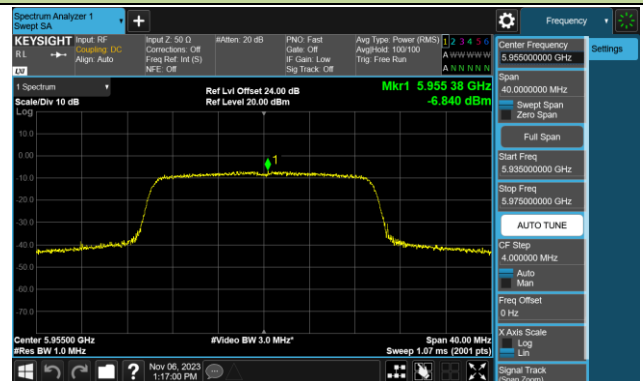 Spectrum Analyzer 1
Swept SA
+
Frequency
KEYSIGHT
RL
LXI
Input: RF
Coupling: DC
Align: Auto
Input Z: 50 Ω
Corrections: Off
Freq Ref: Int (S)
NFE: Off
#Atten: 20 dB
PNO: Fast
Gate: Off
IF Gain: Low
Sig Track: Off
Avg Type: Power (RMS)
Avg|Hold: 100/100
Trig: Free Run
1 2 3 4 5 6
A W W W W W
A N N N N N
1 Spectrum
Scale/Div 10 dB
Log
Ref Lvl Offset 24.00 dB
Ref Level 20.00 dBm
Mkr1 5.955 38 GHz
-6.840 dBm
10.0
0.00
-10.0
-20.0
-30.0
-40.0
-50.0
-60.0
-70.0
1
Center 5.95500 GHz
#Res BW 1.0 MHz
#Video BW 3.0 MHz*
Span 40.00 MHz
Sweep 1.07 ms (2001 pts)
Nov 06, 2023
1:17:00 PM
?
Center Frequency
5.955000000 GHz
Settings
Span
40.0000000 MHz
Swept Span
Zero Span
Full Span
Start Freq
5.935000000 GHz
Stop Freq
5.975000000 GHz
AUTO TUNE
CF Step
4.000000 MHz
Auto
Man
Freq Offset
0 Hz
X Axis Scale
Log
Lin
Signal Track
(Span Zoom)